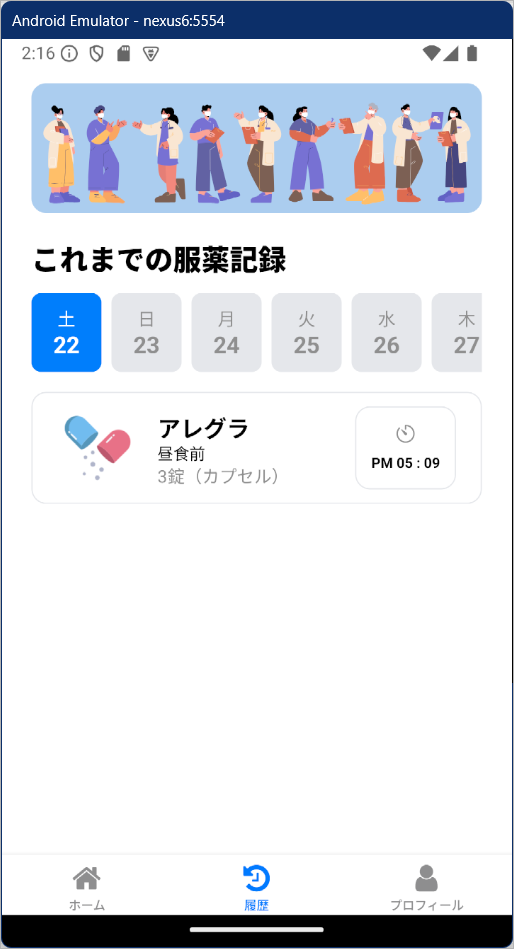 Android Emulator - nexus6:5554
2:16
これまでの服薬記録
土 日 月 火 水 木
22 23 24 25 26 27
アレグラ
昼食前
3錠（カプセル）
PM 05 : 09
ホーム 履歴 プロフィール